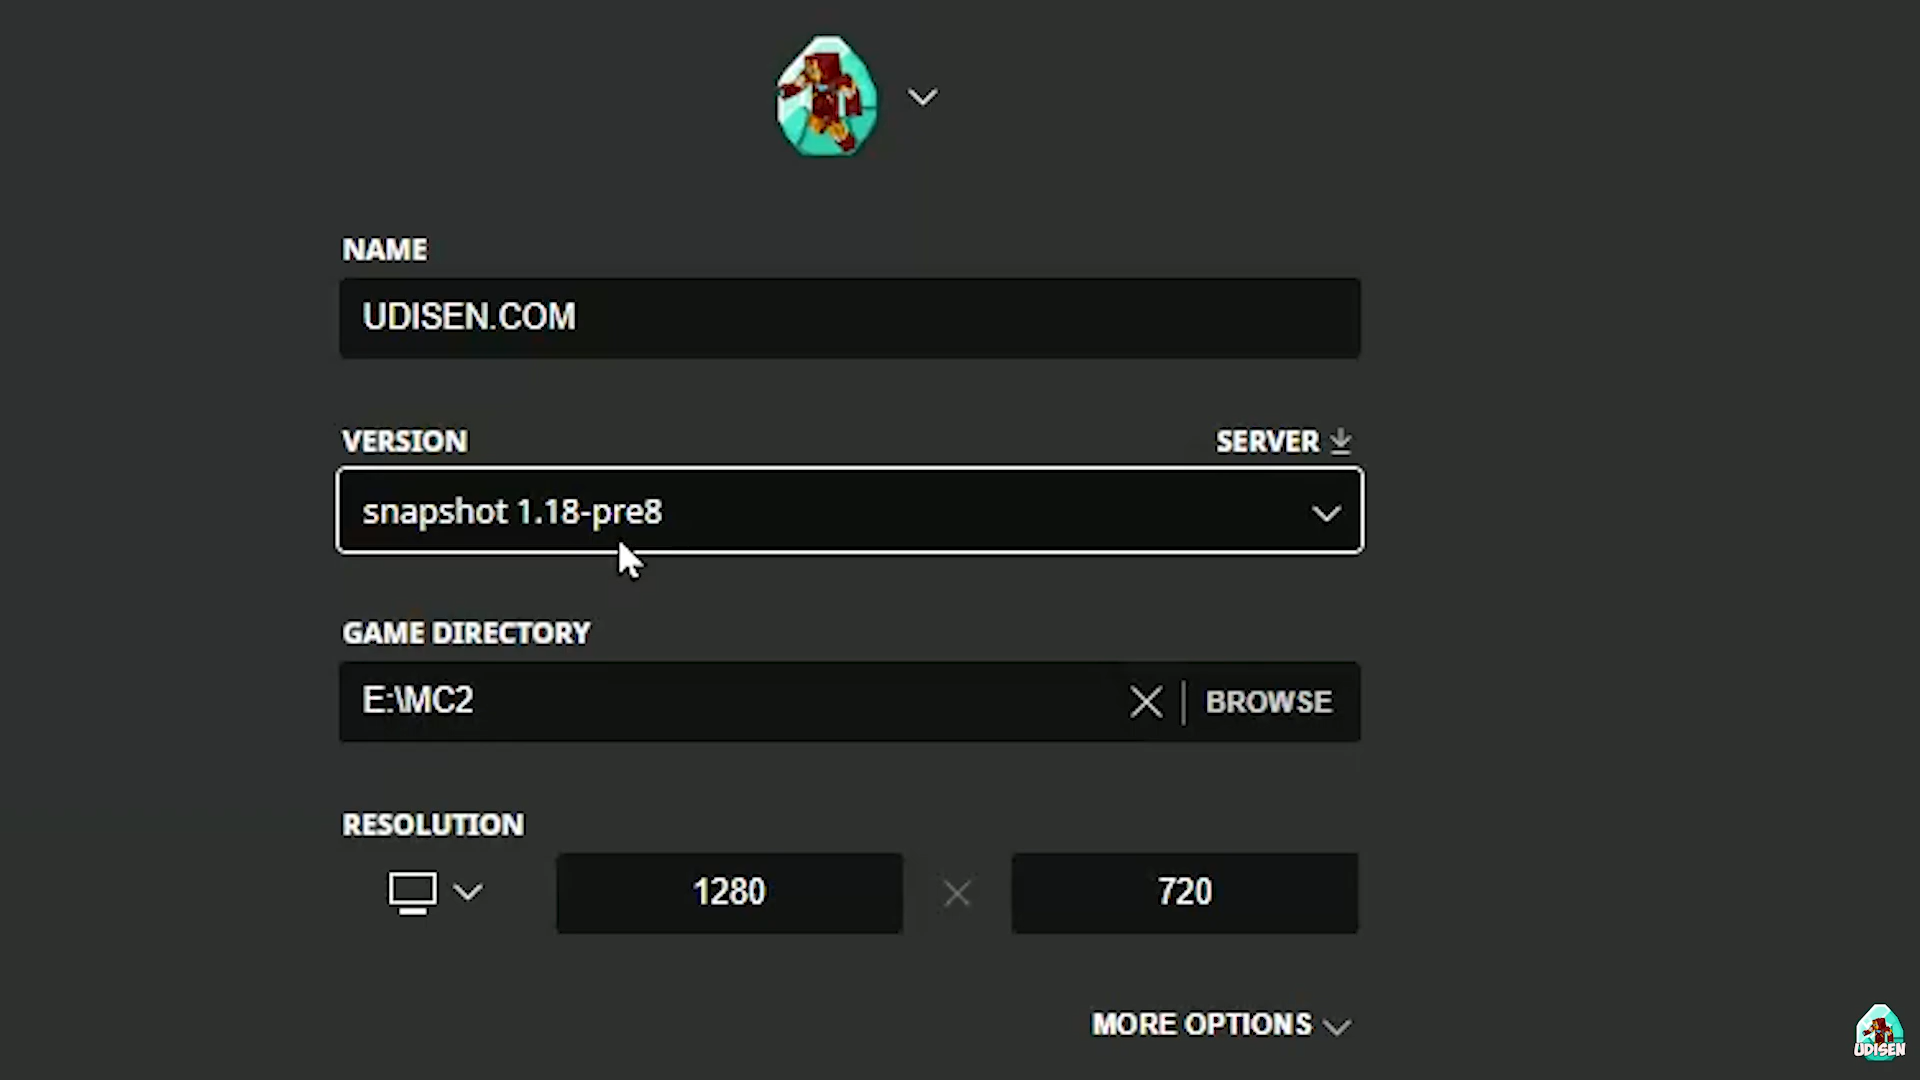 NAME
UDISEN.COM
VERSION
SERVER
snapshot 1.18-pre8
GAME DIRECTORY
E:\MC2
BROWSE
RESOLUTION
1280
720
MORE OPTIONS
UDISEN